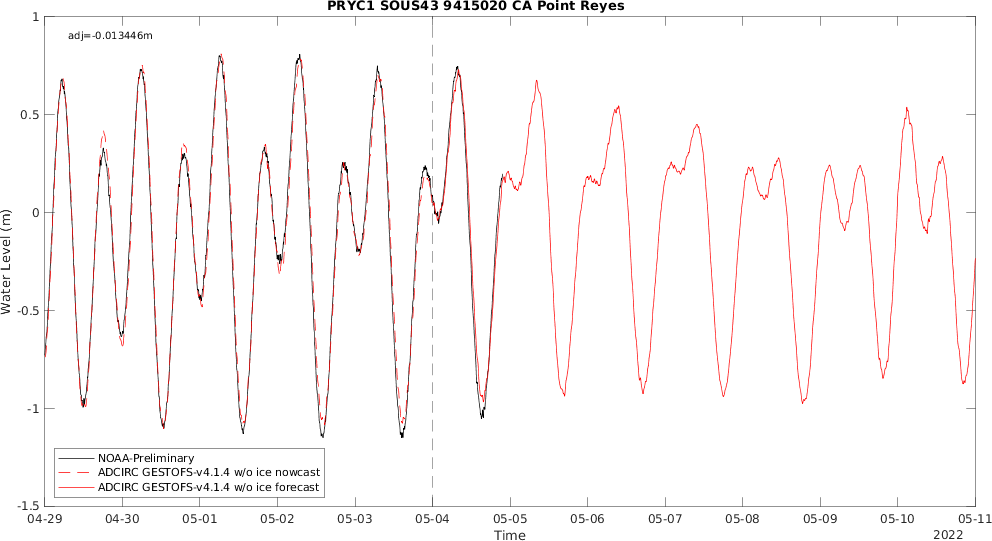 PRYC1 SOUS43 9415020 CA Point Reyes
adj=-0.013446m
1
0.5
0
-0.5
-1
-1.5
Water Level (m)
NOAA-Preliminary
ADCIRC GESTOFS-v4.1.4 w/o ice nowcast
ADCIRC GESTOFS-v4.1.4 w/o ice forecast
04-29 04-30 05-01 05-02 05-03 05-04 05-05 05-06 05-07 05-08 05-09 05-10 05-11
Time
2022